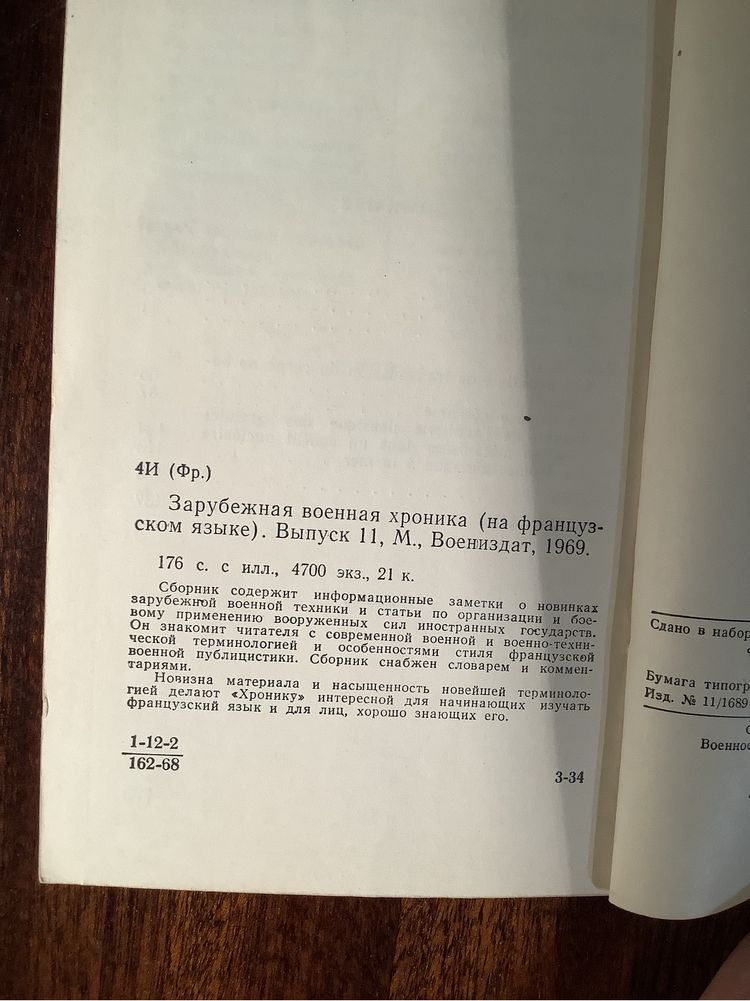 4И (Фр.)
Зарубежная военная хроника (на француз-
ском языке). Выпуск 11, М., Воениздат, 1969.
176 с. с илл., 4700 экз., 21 к.
Сборник содержит информационные заметки о новинках
зарубежной военной техники и статьи по организации и бое-
вому применению вооруженных сил иностранных государств.
Он знакомит читателя с современной военной и военно-техни-
ческой терминологией и особенностями стиля французской
военной публицистики. Сборник снабжен словарем и коммен-
тариями.
Новизна материала и насыщенность новейшей терминоло-
гией делают «Хронику» интересной для начинающих изучать
французский язык и для лиц, хорошо знающих его.
1-12-2
162-68
3-34
Сдано в набор
Бумага типогр
Изд. № 11/1689
Военно